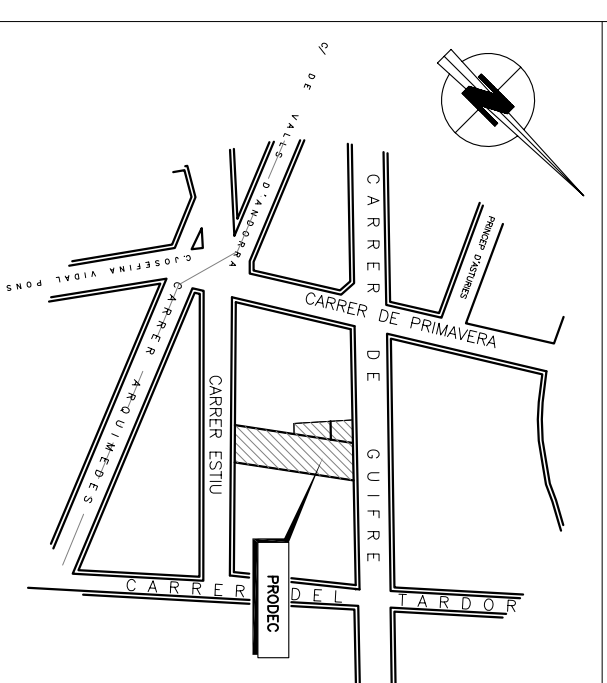 C/ DE VALLS D'ANDORRA
CARRER DE GUIFRE
PRINCEP D'ASTURIES
C.JOSEFINA VIDAL PONS
CARRER DE PRIMAVERA
CARRER ARQUIMEDES
CARRER ESTIU
PRODEC
CARRER DEL TARDOR
N